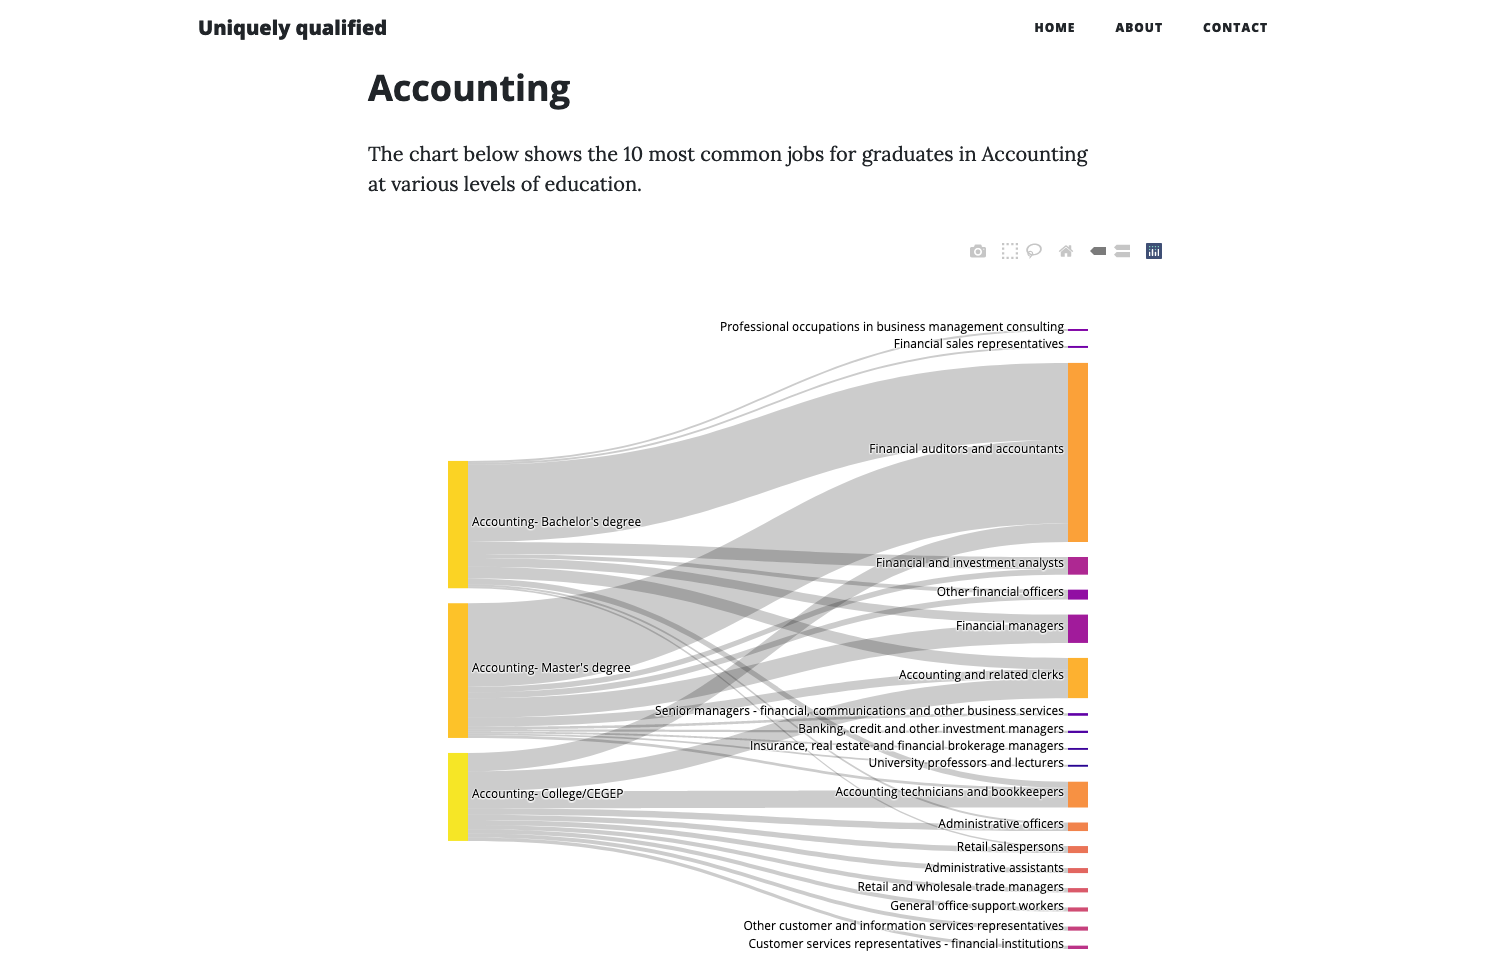 Uniquely qualified
HOME ABOUT CONTACT
Accounting
The chart below shows the 10 most common jobs for graduates in Accounting
at various levels of education.
Professional occupations in business management consulting
Financial sales representatives
Financial auditors and accountants
Accounting- Bachelor's degree
Financial and investment analysts
Other financial officers
Financial managers
Accounting- Master's degree
Accounting and related clerks
Senior managers - financial, communications and other business services
Banking, credit and other investment managers
Insurance, real estate and financial brokerage managers
University professors and lecturers
Accounting- College/CEGEP
Accounting technicians and bookkeepers
Administrative officers
Retail salespersons
Administrative assistants
Retail and wholesale trade managers
General office support workers
Other customer and information services representatives
Customer services representatives - financial institutions